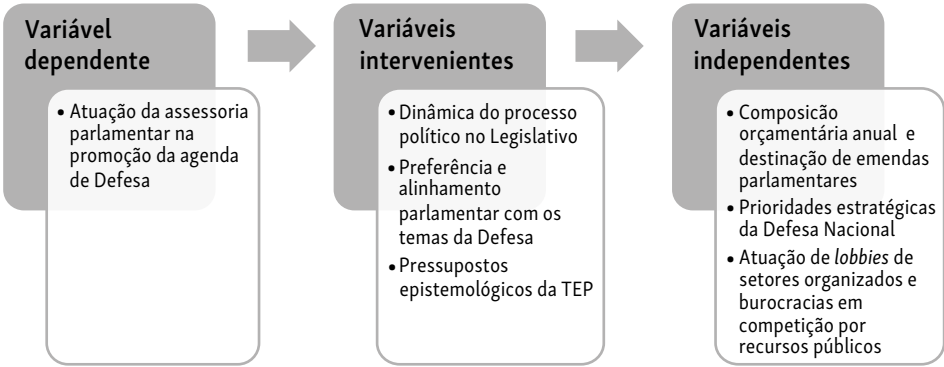 Variável
dependente
• Atuação da assessoria
parlamentar na
promoção da agenda
de Defesa
Variáveis
intervenientes
• Dinâmica do processo
político no Legislativo
• Preferência e
alinhamento
parlamentar com os
temas da Defesa
• Pressupostos
epistemológicos da TEP
Variáveis
independentes
• Composicão
orçamentária anual e
destinação de emendas
parlamentares
• Prioridades estratégicas
da Defesa Nacional
• Atuação de lobbies de
setores organizados e
burocracias em
competição por
recursos públicos